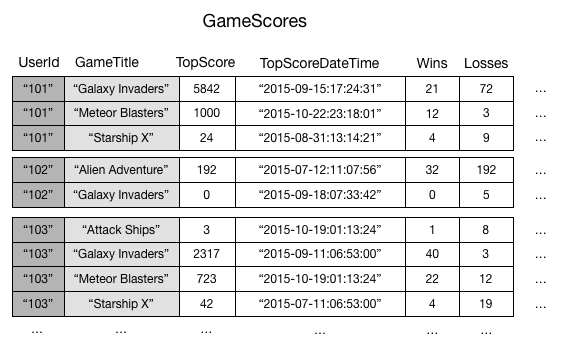 GameScores
UserId GameTitle TopScore TopScoreDateTime Wins Losses
“101” “Galaxy Invaders” 5842 “2015-09-15:17:24:31” 21 72 ...
“101” “Meteor Blasters” 1000 “2015-10-22:23:18:01” 12 3 ...
“101” “Starship X” 24 “2015-08-31:13:14:21” 4 9 ...
“102” “Alien Adventure” 192 “2015-07-12:11:07:56” 32 192 ...
“102” “Galaxy Invaders” 0 “2015-09-18:07:33:42” 0 5 ...
“103” “Attack Ships” 3 “2015-10-19:01:13:24” 1 8 ...
“103” “Galaxy Invaders” 2317 “2015-09-11:06:53:00” 40 3 ...
“103” “Meteor Blasters” 723 “2015-10-19:01:13:24” 22 12 ...
“103” “Starship X” 42 “2015-07-11:06:53:00” 4 19 ...
... ... ... ... ... ...